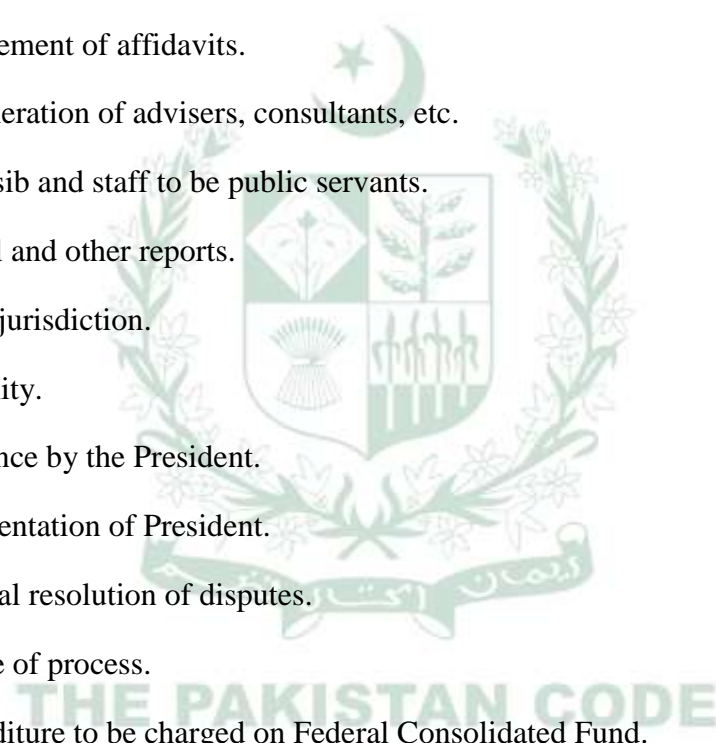 ement of affidavits.
eration of advisers, consultants, etc.
sib and staff to be public servants.
l and other reports.
jurisdiction.
ity.
nce by the President.
entation of President.
al resolution of disputes.
e of process.
THE PAKISTAN CODE
diture to be charged on Federal Consolidated Fund.